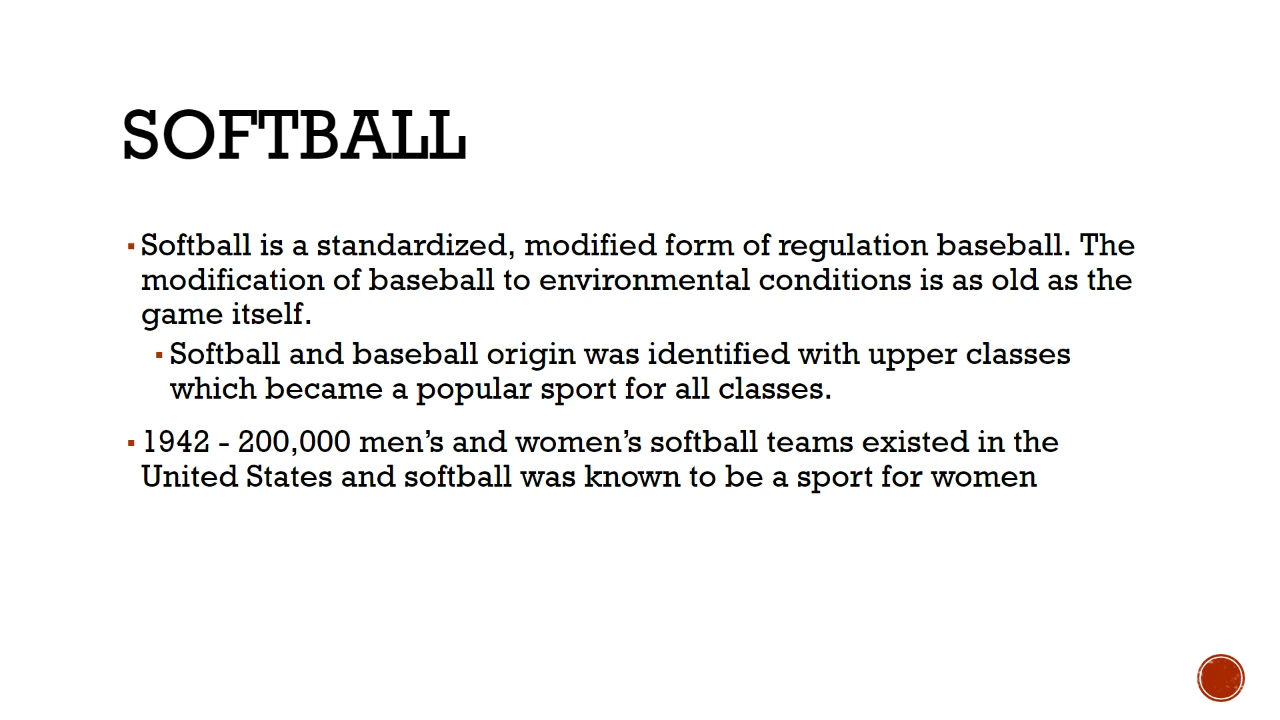 SOFTBALL
▪ Softball is a standardized, modified form of regulation baseball. The
modification of baseball to environmental conditions is as old as the
game itself.
▪ Softball and baseball origin was identified with upper classes
which became a popular sport for all classes.
▪ 1942 - 200,000 men’s and women’s softball teams existed in the
United States and softball was known to be a sport for women